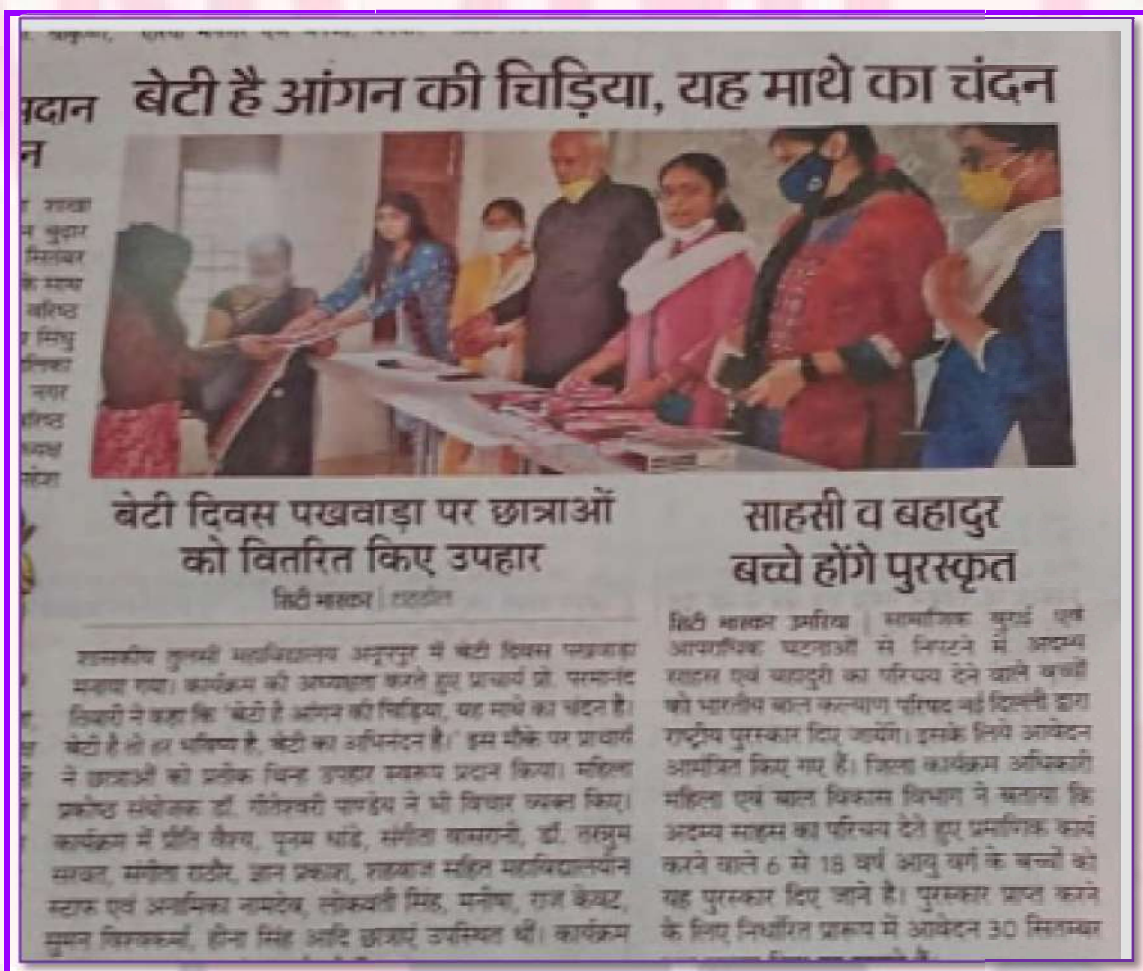 बेटी है आंगन की चिड़िया, यह माथे का चंदन
न
शाखा
बुढ़ार
सितंबर
के साथ
वरिष्ठ
सिंधु
नगर
बेटी दिवस पखवाड़ा पर छात्राओं
को वितरित किए उपहार
सिटी भास्कर | शहडोल
शासकीय तुलसी महाविद्यालय अनूपपुर में बेटी दिवस पखवाड़ा
मनाया गया। कार्यक्रम की अध्यक्षता करते हुए प्राचार्य प्रो. परमानंद
तिवारी ने कहा कि 'बेटी है आंगन की चिड़िया, यह माथे का चंदन है।
बेटी है तो हर भविष्य है, बेटी का अभिनंदन है।' इस मौके पर प्राचार्य
ने छात्राओं को प्रतीक चिन्ह उपहार स्वरूप प्रदान किया। महिला
प्रकोष्ठ संयोजक डॉ. गीतेश्वरी पाण्डेय ने भी विचार व्यक्त किए।
कार्यक्रम में प्रीति वैश्य, पूनम धांडे, संगीता वासरानी, डॉ. तरन्नुम
सरवत, संगीता राठौर, ज्ञान प्रकाश, शहबाज सहित महाविद्यालयीन
स्टाफ एवं अनामिका नामदेव, लोकवती सिंह, मनीषा, राज केवट,
सुमन विश्वकर्मा, हीना सिंह आदि छात्राएं उपस्थित थीं। कार्यक्रम
साहसी व बहादुर
बच्चे होंगे पुरस्कृत
सिटी भास्कर उमरिया | सामाजिक बुराई एवं
आपराधिक घटनाओं से निपटने में अदम्य
साहस एवं बहादुरी का परिचय देने वाले बच्चों
को भारतीय बाल कल्याण परिषद नई दिल्ली द्वारा
राष्ट्रीय पुरस्कार दिए जायेंगे। इसके लिये आवेदन
आमंत्रित किए गए हैं। जिला कार्यक्रम अधिकारी
महिला एवं बाल विकास विभाग ने बताया कि
अदम्य साहस का परिचय देते हुए प्रमाणिक कार्य
करने वाले 6 से 18 वर्ष आयु वर्ग के बच्चों को
यह पुरस्कार दिए जाने है। पुरस्कार प्राप्त करने
के लिए निर्धारित प्रारूप में आवेदन 30 सितम्बर